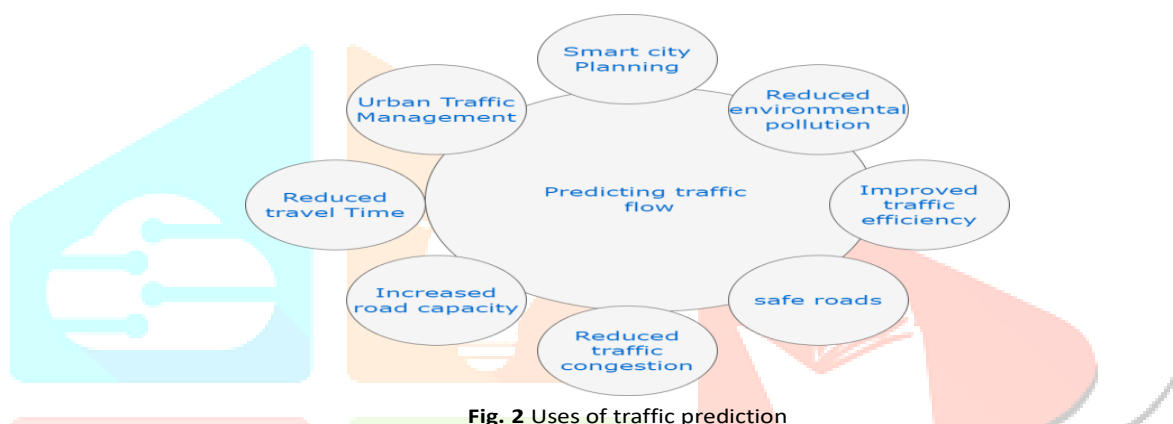 Smart city
Planning
Urban Traffic
Management
Reduced
environmental
pollution
Reduced
travel Time
Predicting traffic
flow
Improved
traffic
efficiency
Increased
road capacity
safe roads
Reduced
traffic
congestion
Fig. 2 Uses of traffic prediction